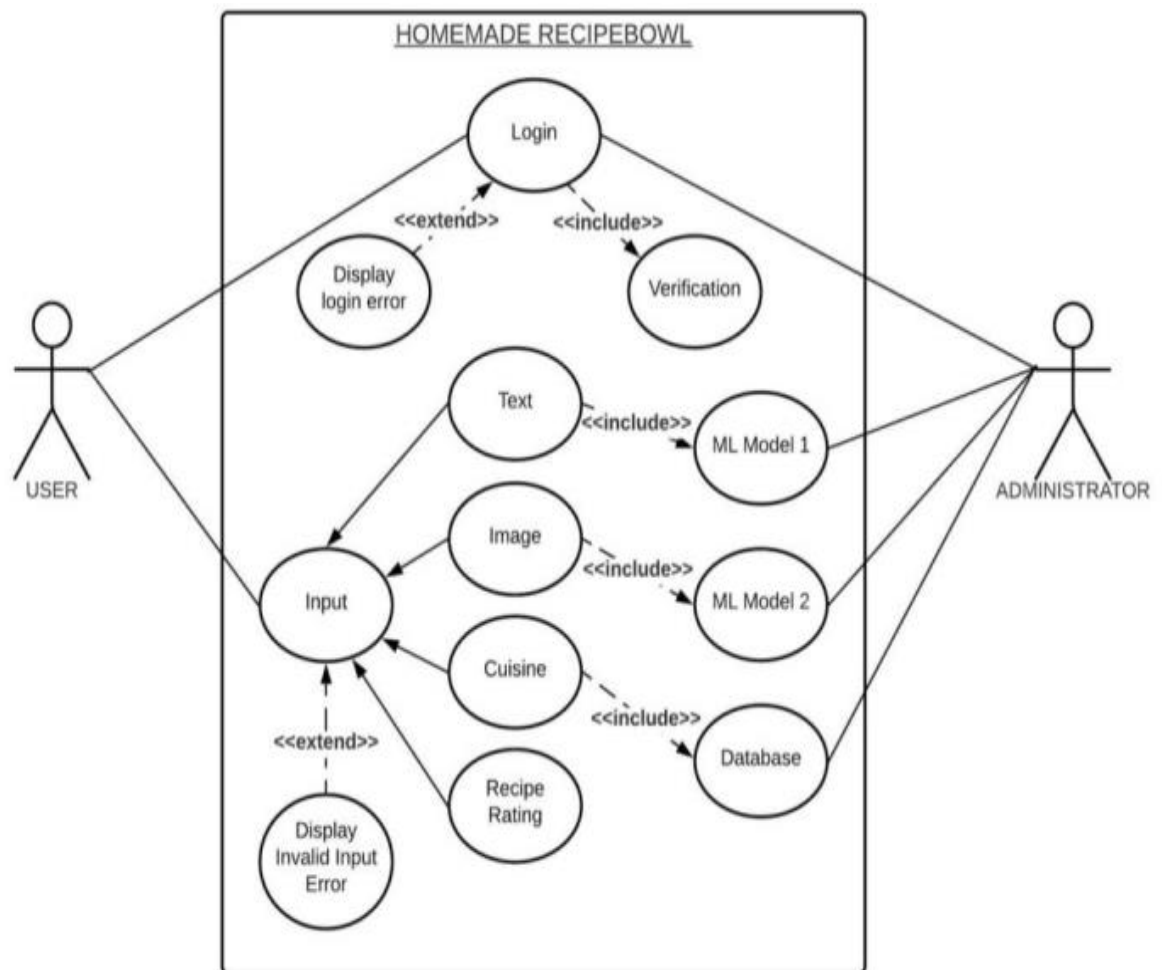 HOMEMADE RECIPEBOWL
Login
<<extend>>
<<include>>
Display
login error
Verification
Text
<<include>>
ML Model 1
USER
ADMINISTRATOR
Image
<<include>>
Input
ML Model 2
Cuisine
<<include>>
<<extend>>
Database
Recipe
Rating
Display
Invalid Input
Error